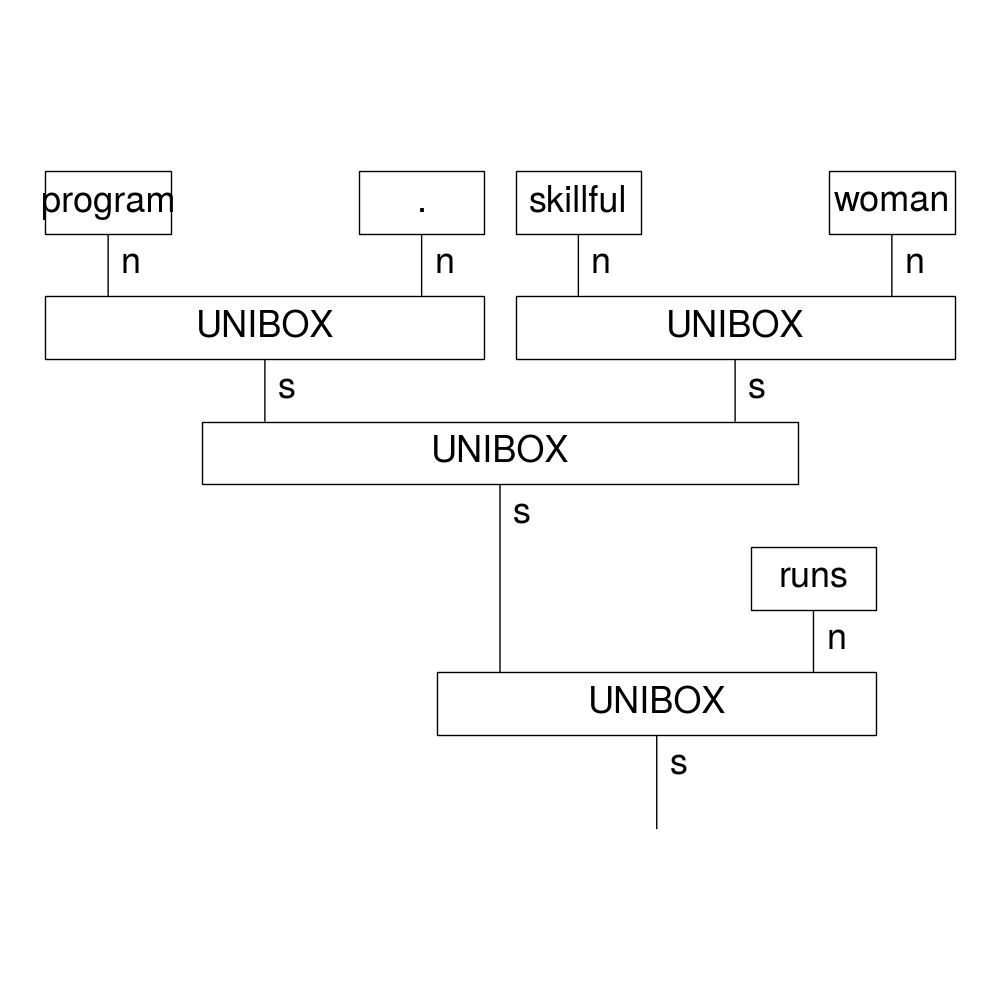 program . skillful woman
n n n n
UNIBOX UNIBOX
s s
UNIBOX
s
runs
n
UNIBOX
s